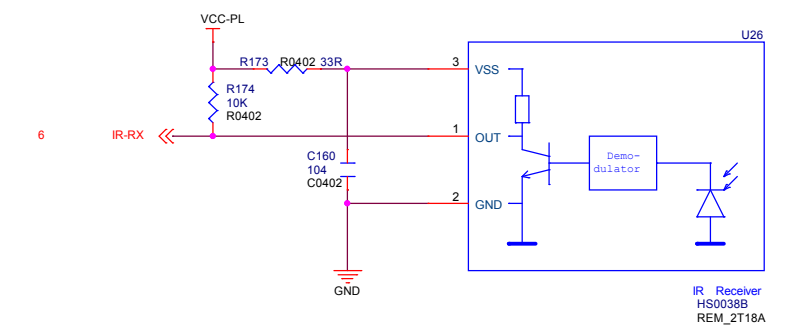 VCC-PL
U26
R173 R0402 33R
3 VSS
R174
10K
R0402
6 IR-RX
1 OUT
Demo-
dulator
C160
104
C0402
2 GND
GND
IR Receiver
HS0038B
REM_2T18A